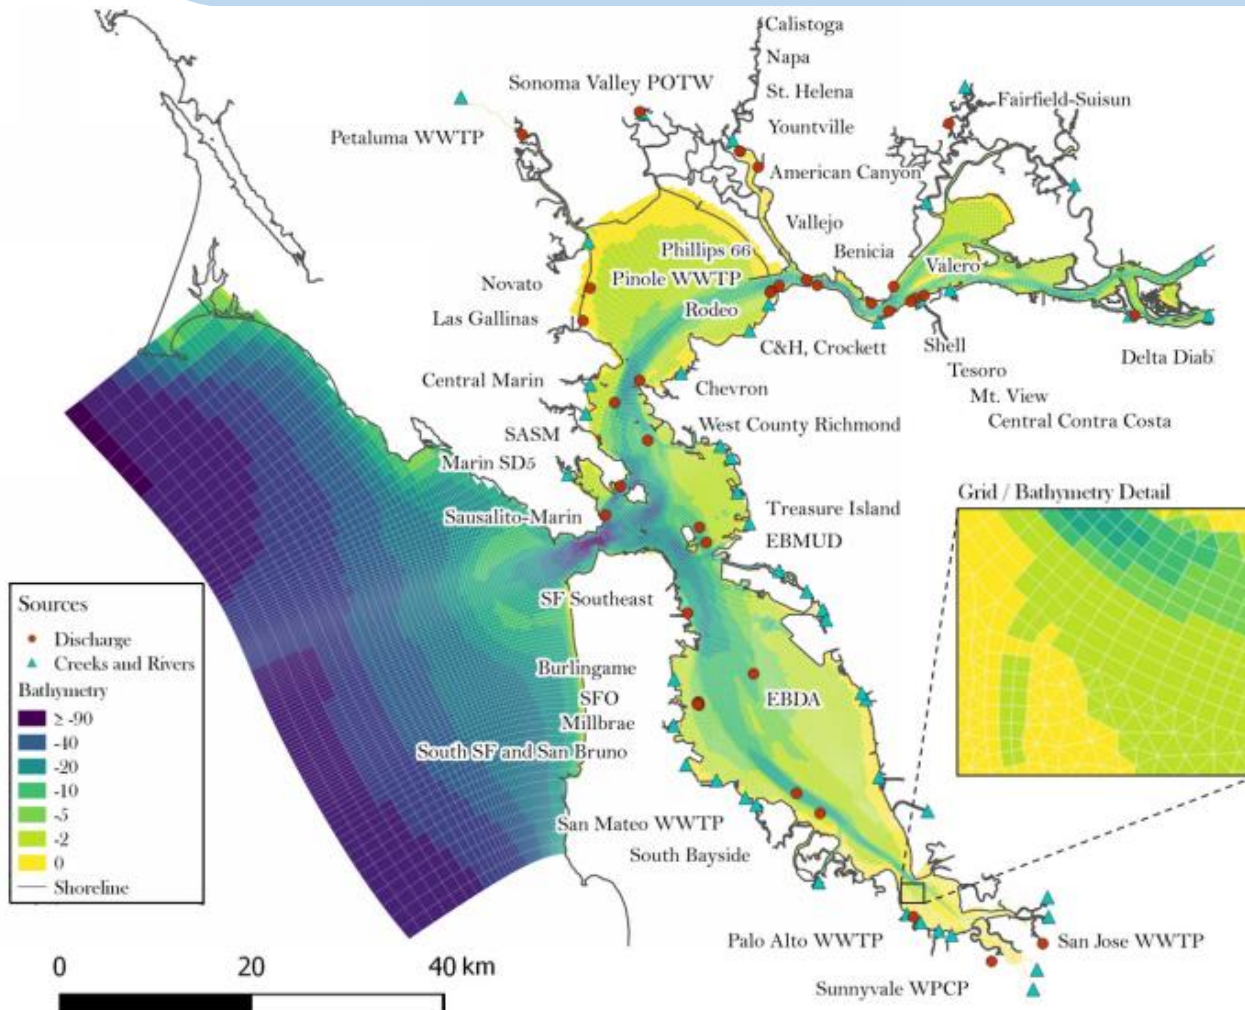 Calistoga
Napa
St. Helena
Yountville
American Canyon
Sonoma Valley POTW
Petaluma WWTP
Fairfield-Suisun
Vallejo
Benicia
Valero
Phillips 66
Pinole WWTP
Rodeo
Novato
Las Gallinas
C&H, Crockett
Shell
Tesoro
Mt. View
Central Contra Costa
Delta Diab
Central Marin
Chevron
SASM
West County Richmond
Marin SD5
Sausalito-Marin
Treasure Island
EBMUD
Grid / Bathymetry Detail
SF Southeast
Burlingame
SFO
Millbrae
South SF and San Bruno
EBDA
San Mateo WWTP
South Bayside
Palo Alto WWTP
San Jose WWTP
Sunnyvale WPCP
Sources
Discharge
Creeks and Rivers
Bathymetry
≥ -90
-40
-20
-10
-5
-2
0
Shoreline
0 20 40 km